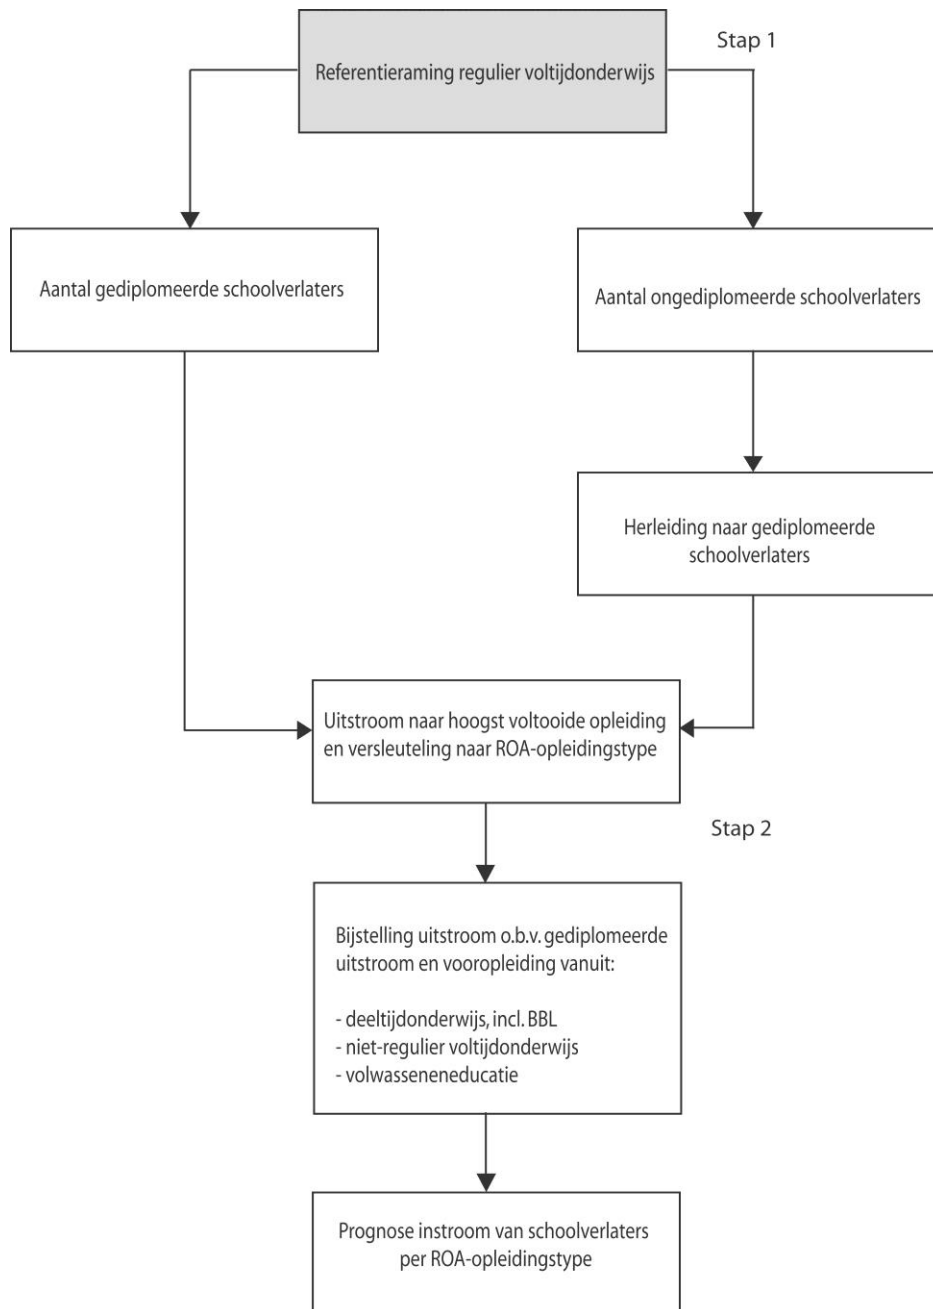 Stap 1
Referentieraming regulier voltijdonderwijs
Aantal gediplomeerde schoolverlaters
Aantal ongediplomeerde schoolverlaters
Herleiding naar gediplomeerde
schoolverlaters
Uitstroom naar hoogst voltooide opleiding
en versleuteling naar ROA-opleidingstype
Stap 2
Bijstelling uitstroom o.b.v. gediplomeerde
uitstroom en vooropleiding vanuit:
- deeltijdonderwijs, incl. BBL
- niet-regulier voltijdonderwijs
- volwasseneneducatie
Prognose instroom van schoolverlaters
per ROA-opleidingstype